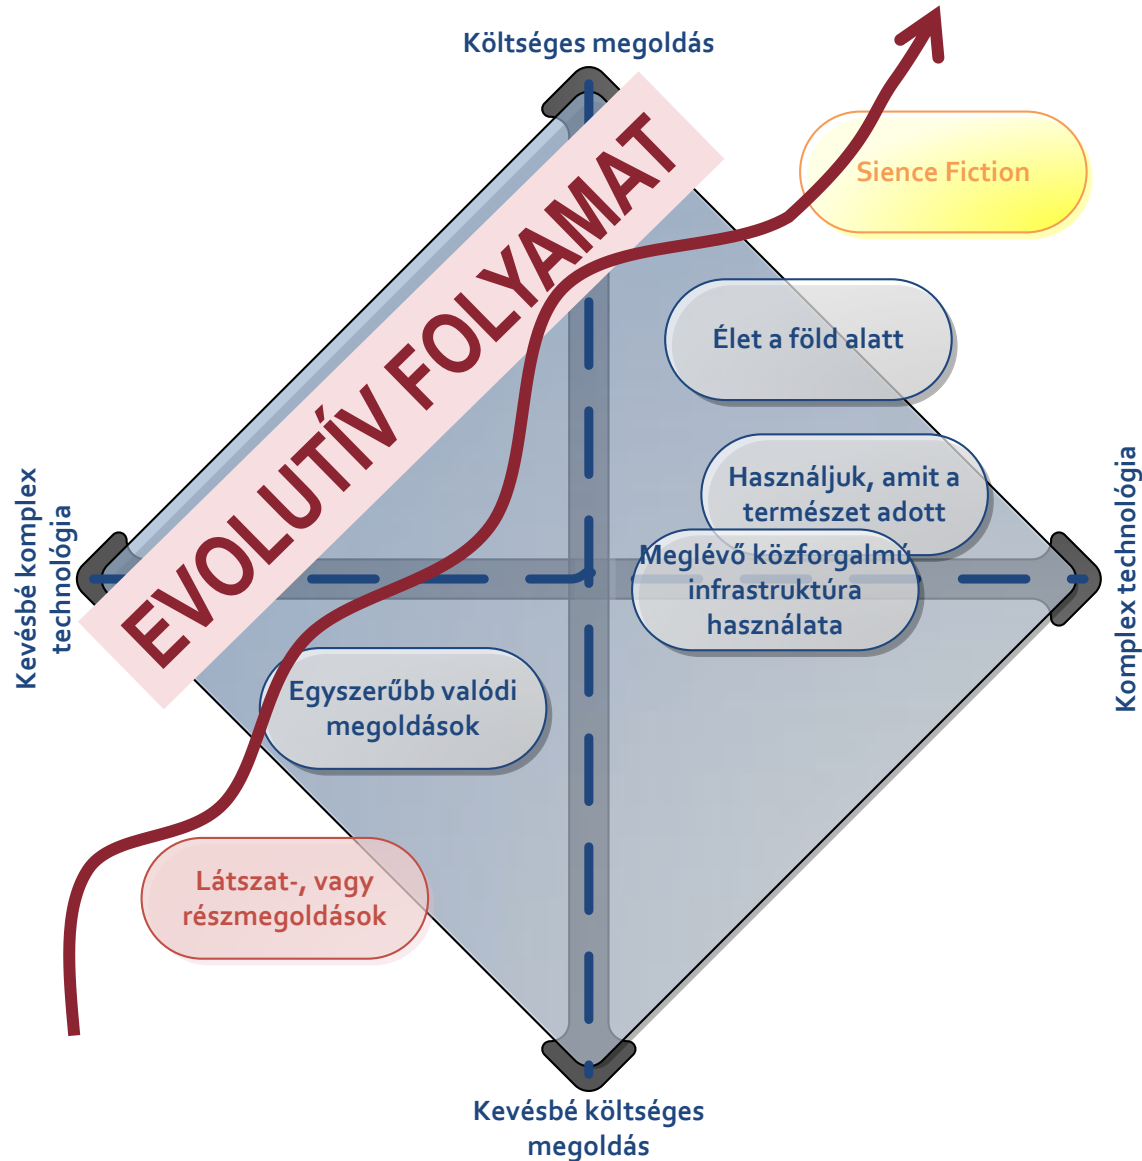 Költséges megoldás
Sience Fiction
EVOLUTÍV FOLYAMAT
Élet a föld alatt
Használjuk, amit a
természet adott
Meglévő közforgalmú
infrastruktúra
használata
Kevésbé komplex
technológia
Komplex technológia
Egyszerűbb valódi
megoldások
Látszat-, vagy
részmegoldások
Kevésbé költséges
megoldás